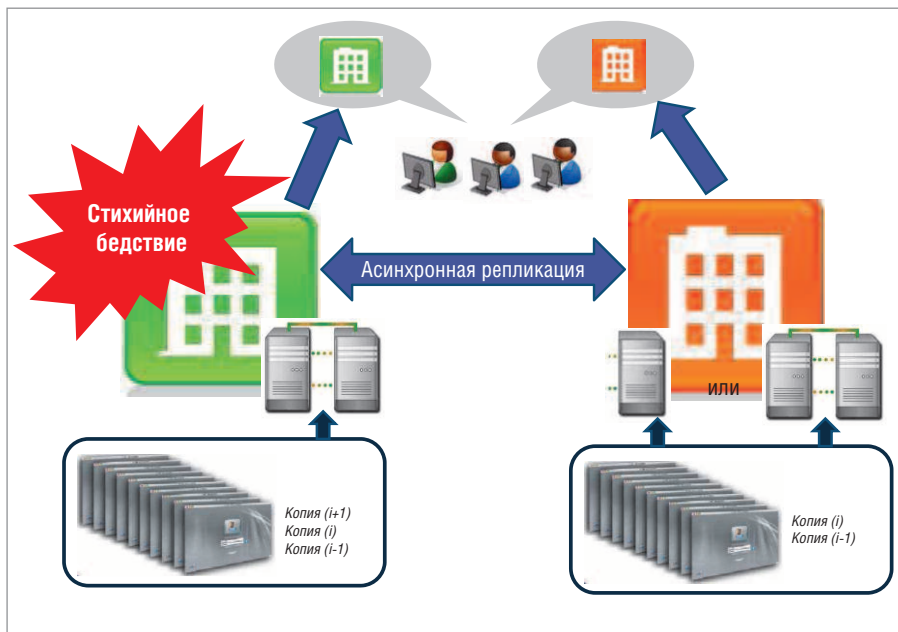 Стихийное
бедствие
Асинхронная репликация
или
Копия (i+1)
Копия (i)
Копия (i-1)
Копия (i)
Копия (i-1)